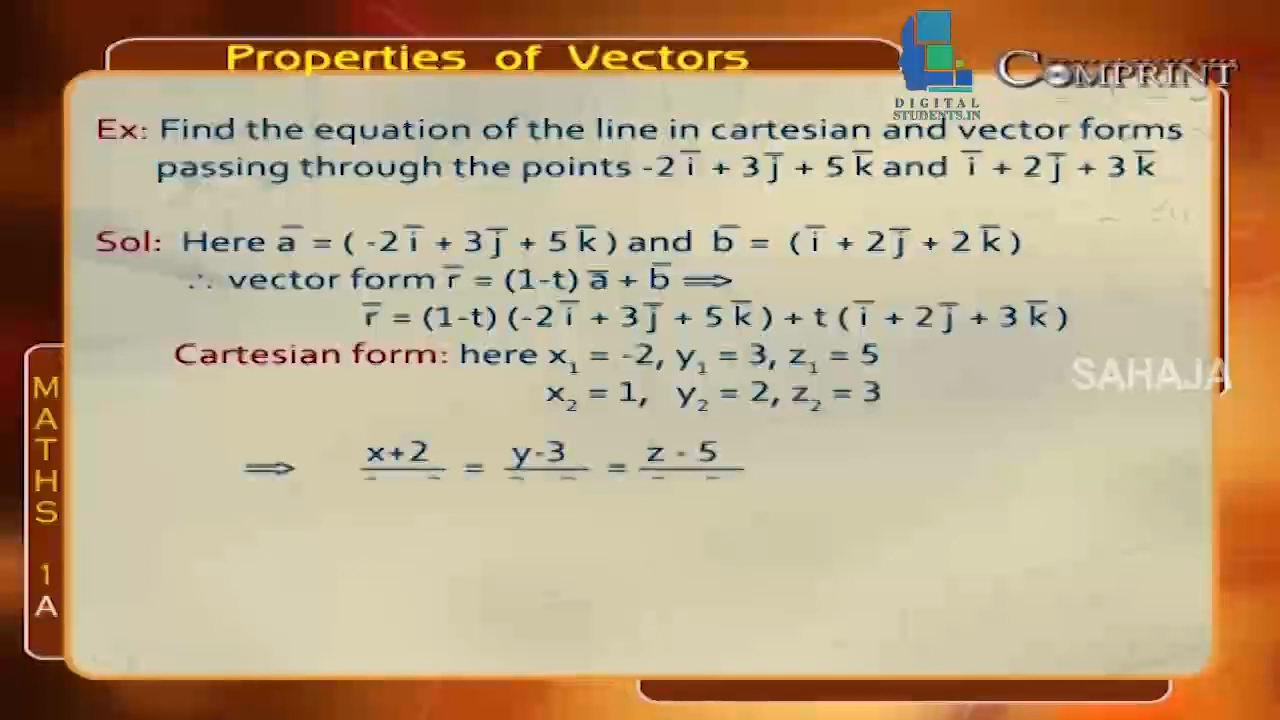 Properties of Vectors
DIGITAL
STUDENTS.IN
COMPRINT
Ex: Find the equation of the line in cartesian and vector forms
passing through the points -2 i̅ + 3 j̅ + 5 k̅ and i̅ + 2 j̅ + 3 k̅
Sol: Here a̅ = ( -2 i̅ + 3 j̅ + 5 k̅ ) and b̅ = ( i̅ + 2 j̅ + 2 k̅ )
∴ vector form r̅ = (1-t) a̅ + b̅ ⟹
r̅ = (1-t) (-2 i̅ + 3 j̅ + 5 k̅ ) + t ( i̅ + 2 j̅ + 3 k̅ )
Cartesian form: here x₁ = -2, y₁ = 3, z₁ = 5
x₂ = 1, y₂ = 2, z₂ = 3
SAHAJA
⟹ x+2 = y-3 = z - 5
MATHS 1A